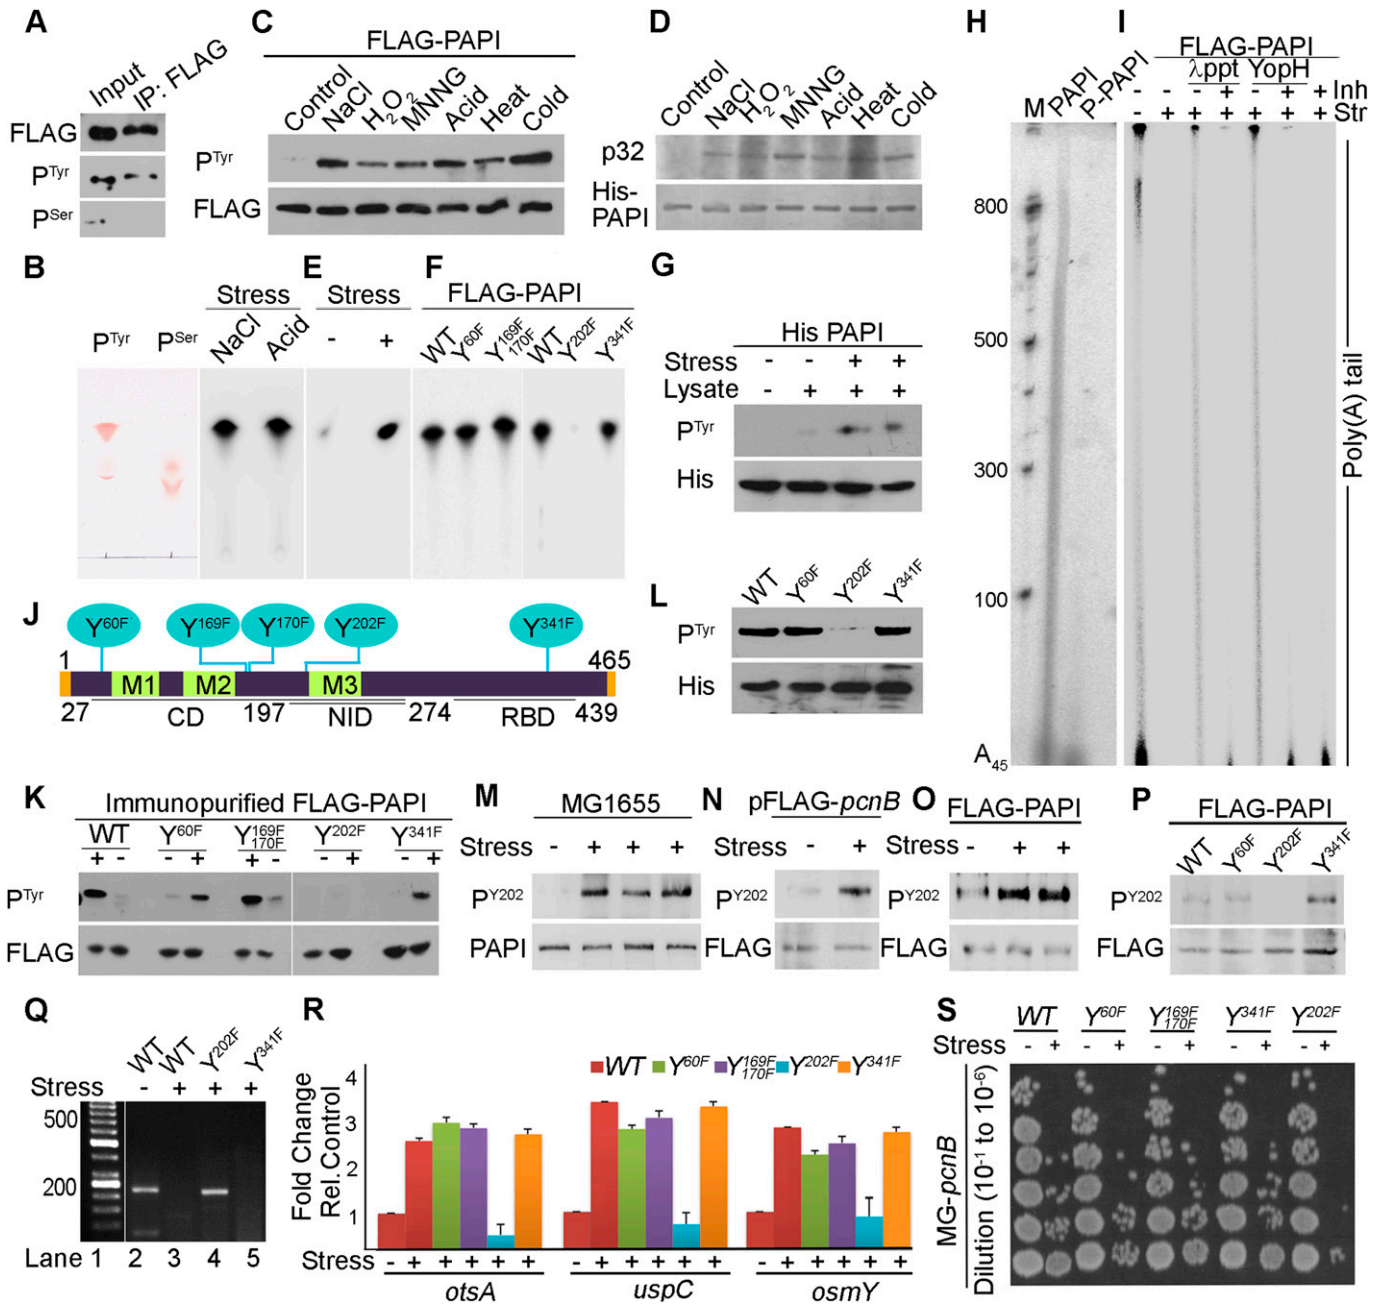 A
Input
IP: FLAG
FLAG
PTyr
PSer
C
FLAG-PAPI
Control
NaCl
H2O2
MNNG
Acid
Heat
Cold
PTyr
FLAG
D
Control
NaCl
H2O2
MNNG
Acid
Heat
Cold
p32
His-
PAPI
H
M
PAPI
P-PAPI
800
500
300
100
A45
I
FLAG-PAPI
λppt YopH
- - - + - + + Inh
- + + + + + + Str
Poly(A) tail
B
PTyr PSer
Stress
NaCl
Acid
E
Stress
- +
F
FLAG-PAPI
WT
Y60F
Y169F
170F
WT
Y202F
Y341F
G
His PAPI
Stress - - + +
Lysate - + + +
PTyr
His
J
Y60F Y169F Y170F Y202F Y341F
1 465
M1 M2 M3
27 CD 197 NID 274 RBD 439
L
WT
Y60F
Y202F
Y341F
PTyr
His
K
Immunopurified FLAG-PAPI
WT Y60F Y169F Y202F Y341F
170F
+ - - + + - - + - +
PTyr
FLAG
M
MG1655
Stress - + + +
PY202
PAPI
N
pFLAG-pcnB
Stress - +
PY202
FLAG
O
FLAG-PAPI
Stress - + +
PY202
FLAG
P
FLAG-PAPI
WT
Y60F
Y202F
Y341F
PY202
FLAG
Q
WT
WT
Y202F
Y341F
Stress - + + +
500
200
Lane 1 2 3 4 5
R
WT Y60F Y169F Y202F Y341F
170F
Fold Change
Rel. Control
4
3
2
1
Stress - + + + + + - + + + + + - + + + + +
otsA uspC osmY
S
WT Y60F Y169F Y341F Y202F
170F
Stress - + - + - + - + - +
MG-pcnB
Dilution (10-1 to 10-6)